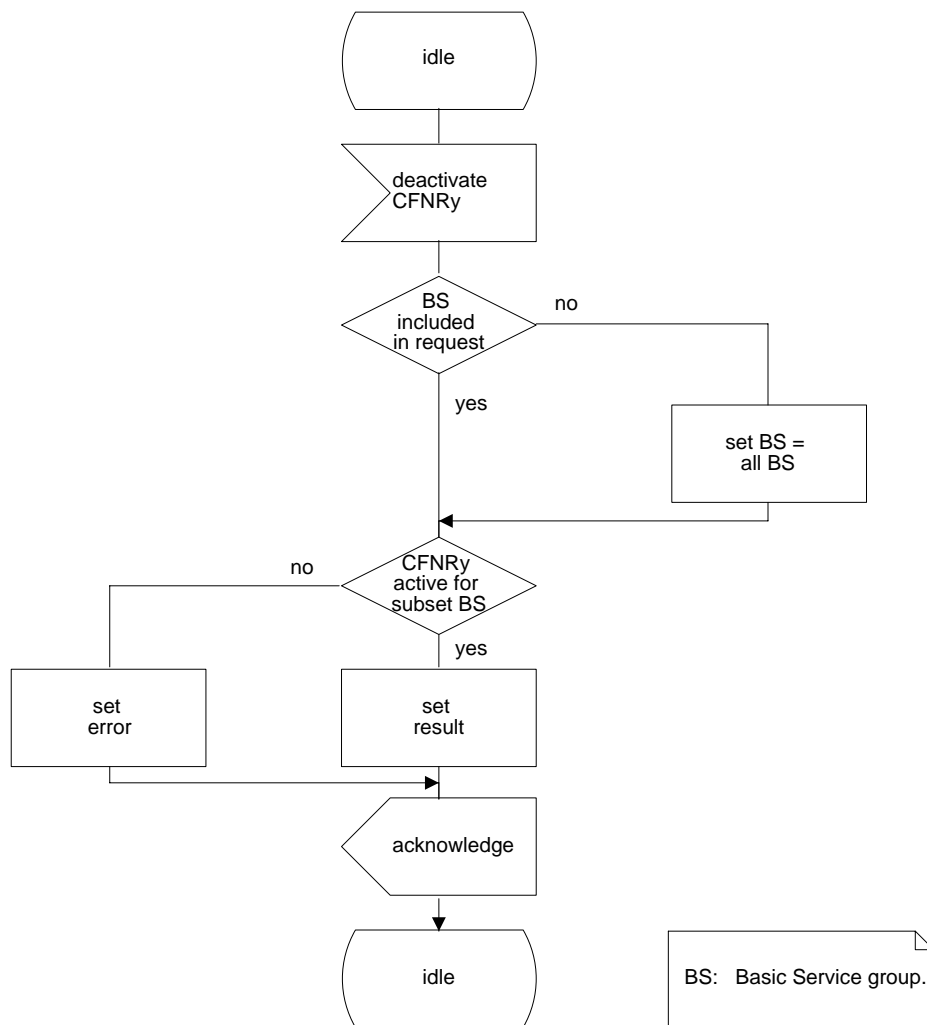 idle
deactivate
CFNRy
BS
included
in request
no
yes
set BS =
all BS
no
CFNRy
active for
subset BS
yes
set
error
set
result
acknowledge
idle
BS: Basic Service group.